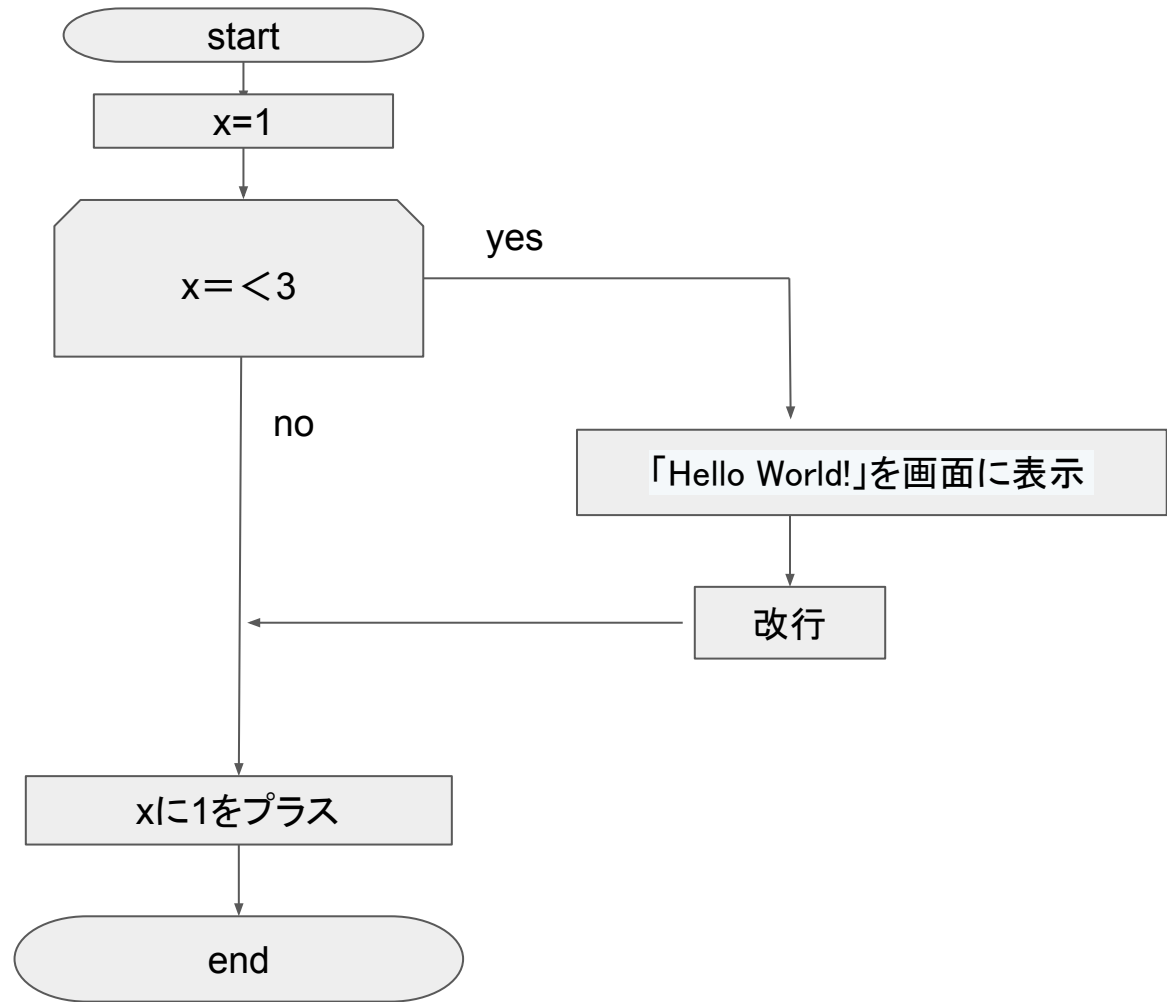 start
x=1
x＝＜3
yes
no
「Hello World!」を画面に表示
改行
xに1をプラス
end